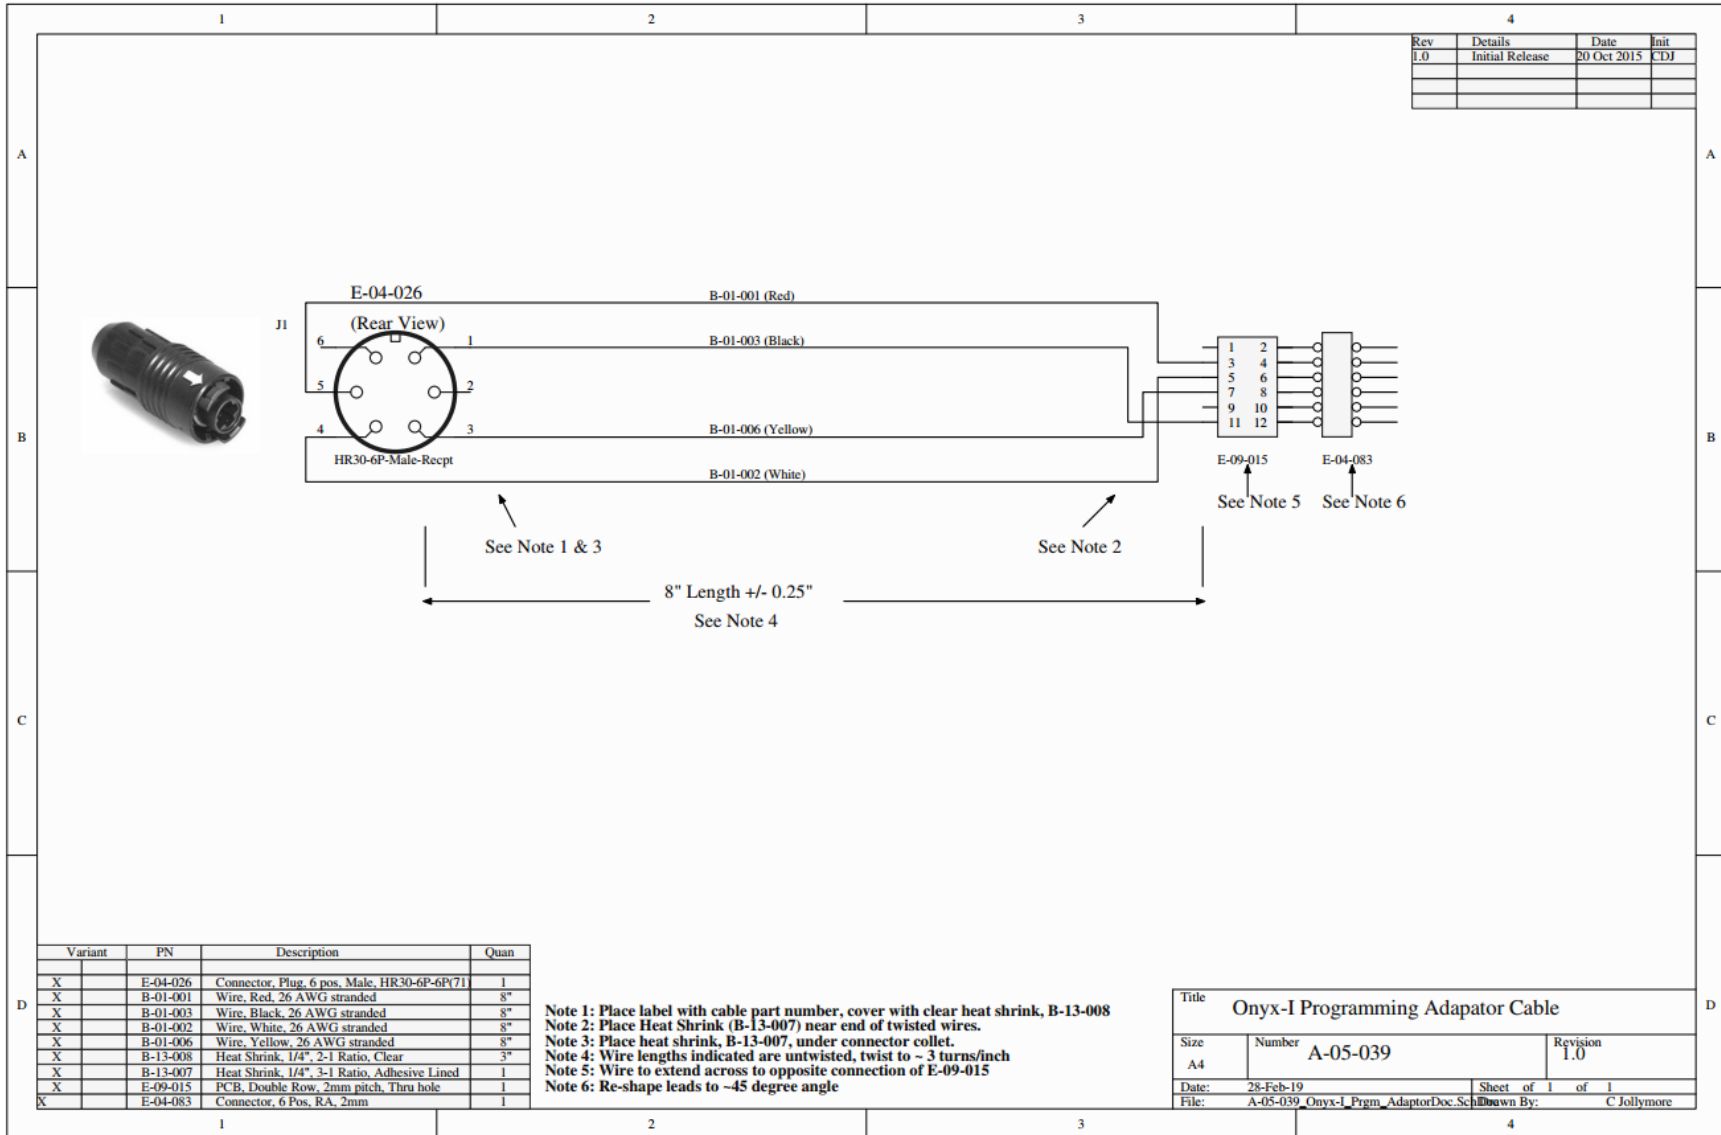 1 2 3 4
Rev Details Date Init
1.0 Initial Release 20 Oct 2015 CDJ
A A
E-04-026
B-01-001 (Red)
J1 (Rear View)
6 1 B-01-003 (Black)
5 2
4 3 B-01-006 (Yellow)
HR30-6P-Male-Recpt
B-01-002 (White)
1 2
3 4
5 6
7 8
9 10
11 12
E-09-015 E-04-083
See Note 5 See Note 6
B B
See Note 1 & 3 See Note 2
8" Length +/- 0.25"
See Note 4
C C
Variant PN Description Quan
X E-04-026 Connector, Plug, 6 pos, Male, HR30-6P-6P(71) 1
X B-01-001 Wire, Red, 26 AWG stranded 8"
X B-01-003 Wire, Black, 26 AWG stranded 8"
X B-01-002 Wire, White, 26 AWG stranded 8"
X B-01-006 Wire, Yellow, 26 AWG stranded 8"
X B-13-008 Heat Shrink, 1/4", 2-1 Ratio, Clear 3"
X B-13-007 Heat Shrink, 1/4", 3-1 Ratio, Adhesive Lined 1
X E-09-015 PCB, Double Row, 2mm pitch, Thru hole 1
X E-04-083 Connector, 6 Pos, RA, 2mm 1
D D
Note 1: Place label with cable part number, cover with clear heat shrink, B-13-008
Note 2: Place Heat Shrink (B-13-007) near end of twisted wires.
Note 3: Place heat shrink, B-13-007, under connector collet.
Note 4: Wire lengths indicated are untwisted, twist to ~ 3 turns/inch
Note 5: Wire to extend across to opposite connection of E-09-015
Note 6: Re-shape leads to ~45 degree angle
Title Onyx-I Programming Adapator Cable
Size A4 Number A-05-039 Revision 1.0
Date: 28-Feb-19 Sheet of 1 of 1
File: A-05-039_Onyx-I_Prgm_AdaptorDoc.SchDoc Drawn By: C Jollymore
1 2 3 4